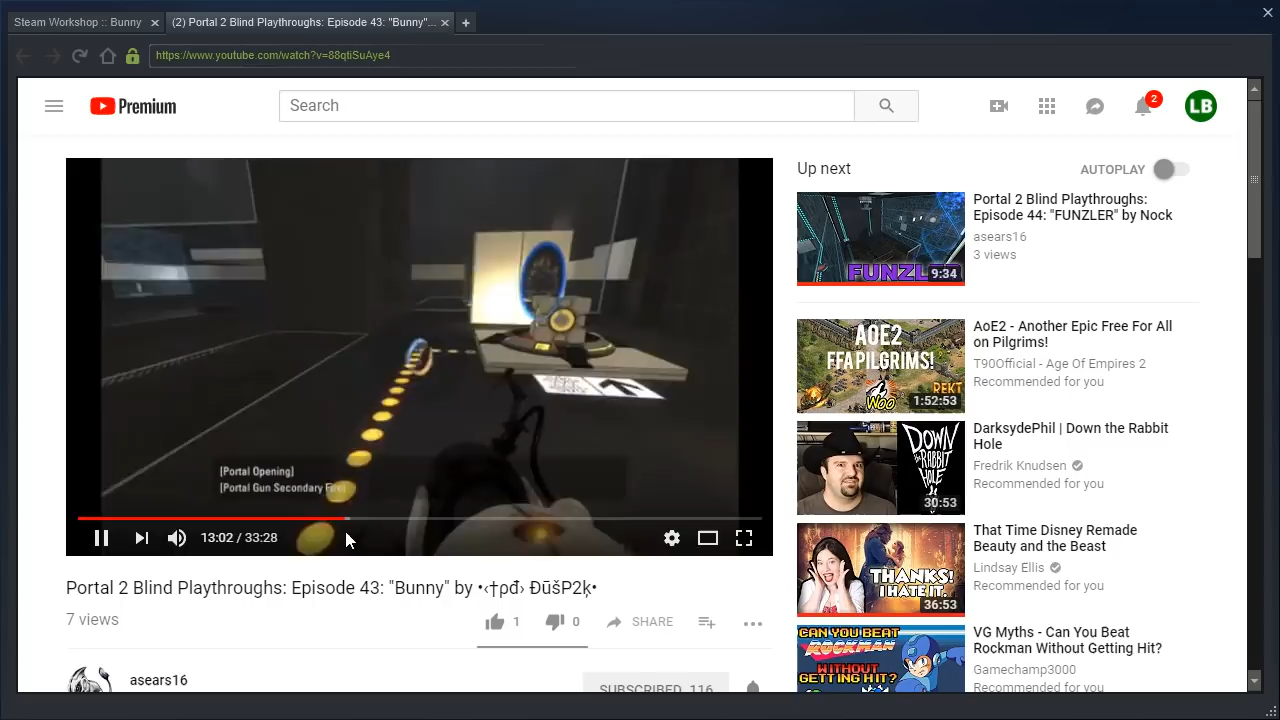 Steam Workshop :: Bunny
(2) Portal 2 Blind Playthroughs: Episode 43: "Bunny"...
https://www.youtube.com/watch?v=88qtiSuAye4
Premium
Search
2
LB
[Portal Opening]
[Portal Gun Secondary Fire]
13:02 / 33:28
Portal 2 Blind Playthroughs: Episode 43: "Bunny" by •‹†ρđ› ĐūšP2ķ•
7 views
1
0
SHARE
asears16
SUBSCRIBED 116
Up next
AUTOPLAY
FUNZL
9:34
Portal 2 Blind Playthroughs:
Episode 44: "FUNZLER" by Nock
asears16
3 views
AOE2
FFA PILGRIMS!
WOO
REKT
1:52:53
AoE2 - Another Epic Free For All
on Pilgrims!
T90Official - Age Of Empires 2
Recommended for you
DOWN
THE
RABBIT
HOLE
30:53
DarksydePhil | Down the Rabbit
Hole
Fredrik Knudsen
Recommended for you
THANKS!
I HATE IT.
36:53
That Time Disney Remade
Beauty and the Beast
Lindsay Ellis
Recommended for you
CAN YOU BEAT
ROCKMAN
WITHOUT
GETTING HIT?
VG Myths - Can You Beat
Rockman Without Getting Hit?
Gamechamp3000
Recommended for you